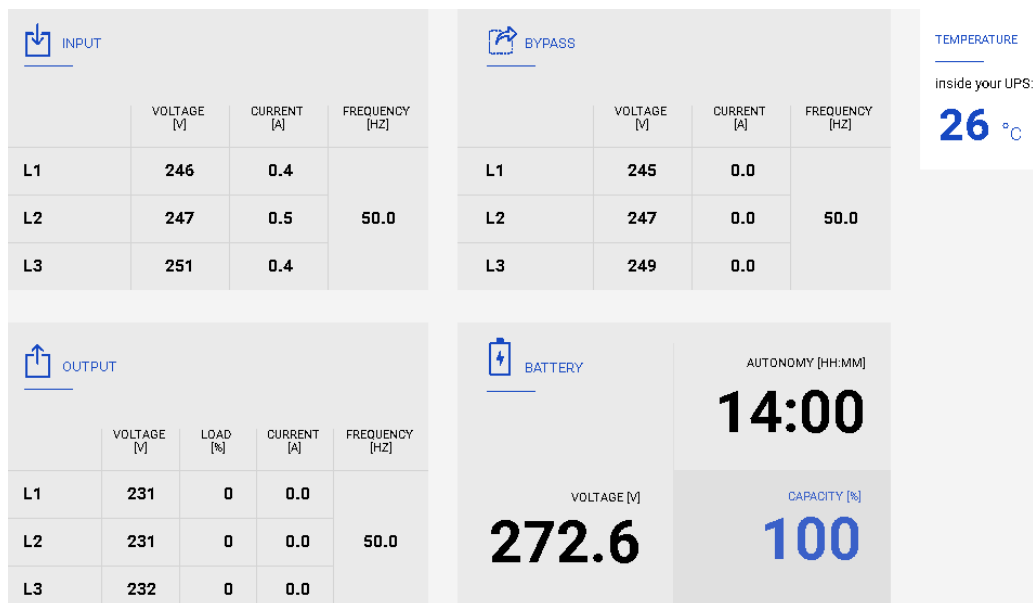 INPUT
VOLTAGE [V] CURRENT [A] FREQUENCY [HZ]
L1 246 0.4
L2 247 0.5 50.0
L3 251 0.4
BYPASS
VOLTAGE [V] CURRENT [A] FREQUENCY [HZ]
L1 245 0.0
L2 247 0.0 50.0
L3 249 0.0
TEMPERATURE
inside your UPS:
26 °C
OUTPUT
VOLTAGE [V] LOAD [%] CURRENT [A] FREQUENCY [HZ]
L1 231 0 0.0
L2 231 0 0.0 50.0
L3 232 0 0.0
BATTERY
AUTONOMY [HH:MM]
14:00
VOLTAGE [V]
272.6
CAPACITY [%]
100